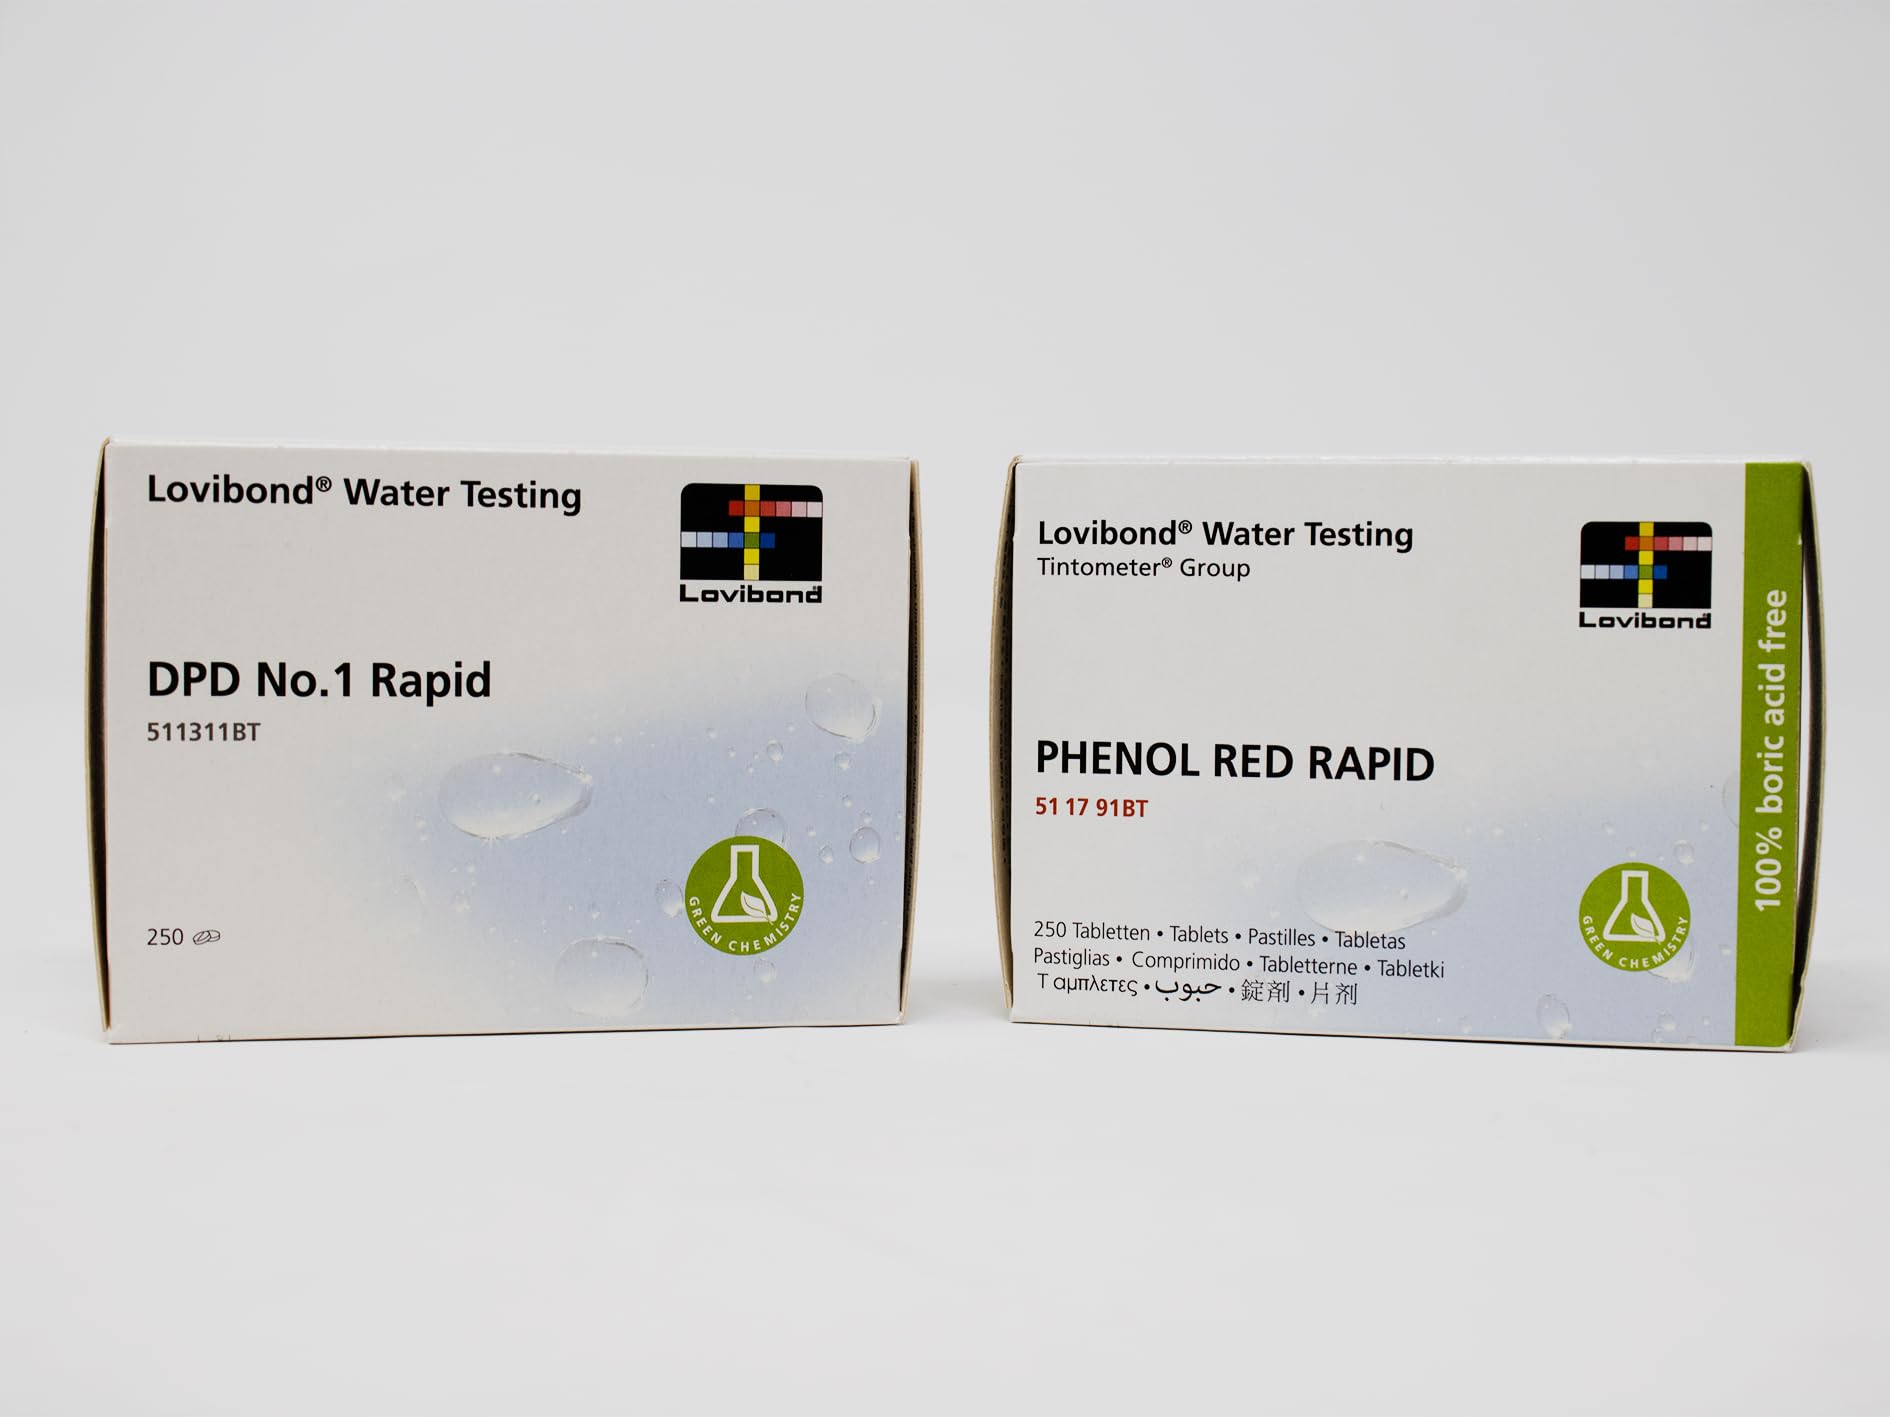 Lovibond® Water Testing
Lovibond
DPD No.1 Rapid
511311BT
250
GREEN CHEMISTRY
Lovibond® Water Testing
Tintometer® Group
Lovibond
PHENOL RED RAPID
51 17 91BT
250 Tabletten • Tablets • Pastilles • Tabletas
Pastiglias • Comprimido • Tabletterne • Tabletki
Ταμπλετες • حبوب • 錠剤 • 片剂
GREEN CHEMISTRY
100% boric acid free